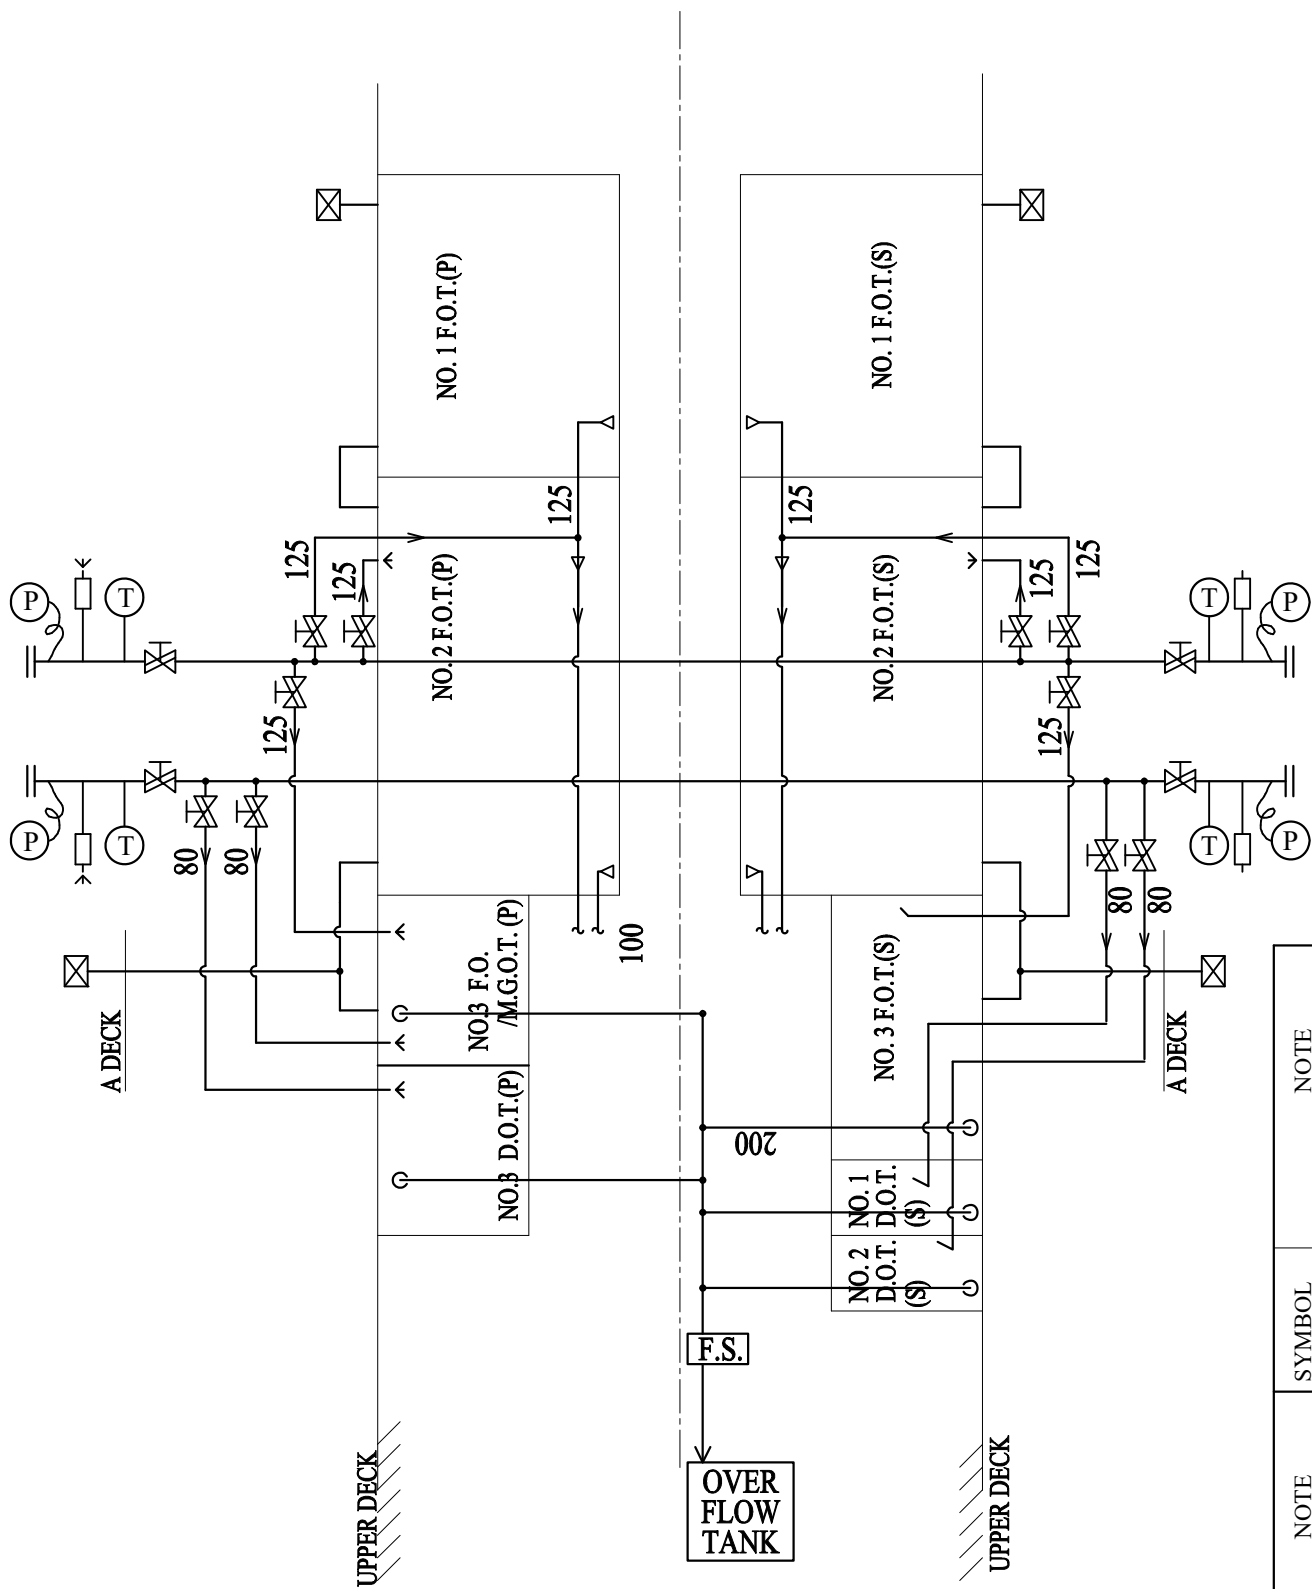 NO. 1 F.O.T.(P)
NO. 1 F.O.T.(S)
125
125
125
125
125
125
P
T
NO. 2 F.O.T.(P)
NO. 2 F.O.T.(S)
T
P
125
125
P
T
80
80
T
P
80
80
100
NO.3 F.O.
/M.G.O.T. (P)
NO. 3 F.O.T.(S)
A DECK
A DECK
NO.3 D.O.T.(P)
200
NO. 1
D.O.T.
(S)
NO. 2
D.O.T.
(S)
F.S.
OVER
FLOW
TANK
UPPER DECK
UPPER DECK
NOTE
SYMBOL
NOTE